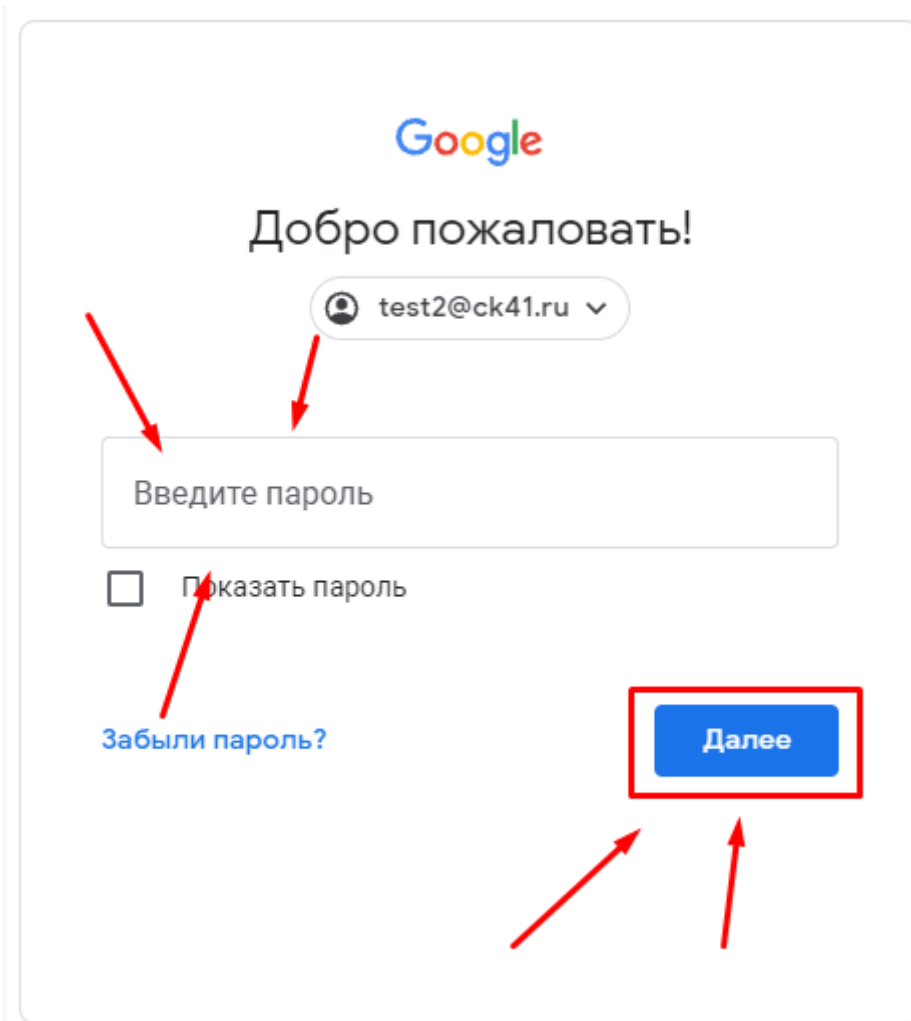 Google
Добро пожаловать!
test2@ck41.ru
Введите пароль
Показать пароль
Забыли пароль?
Далее